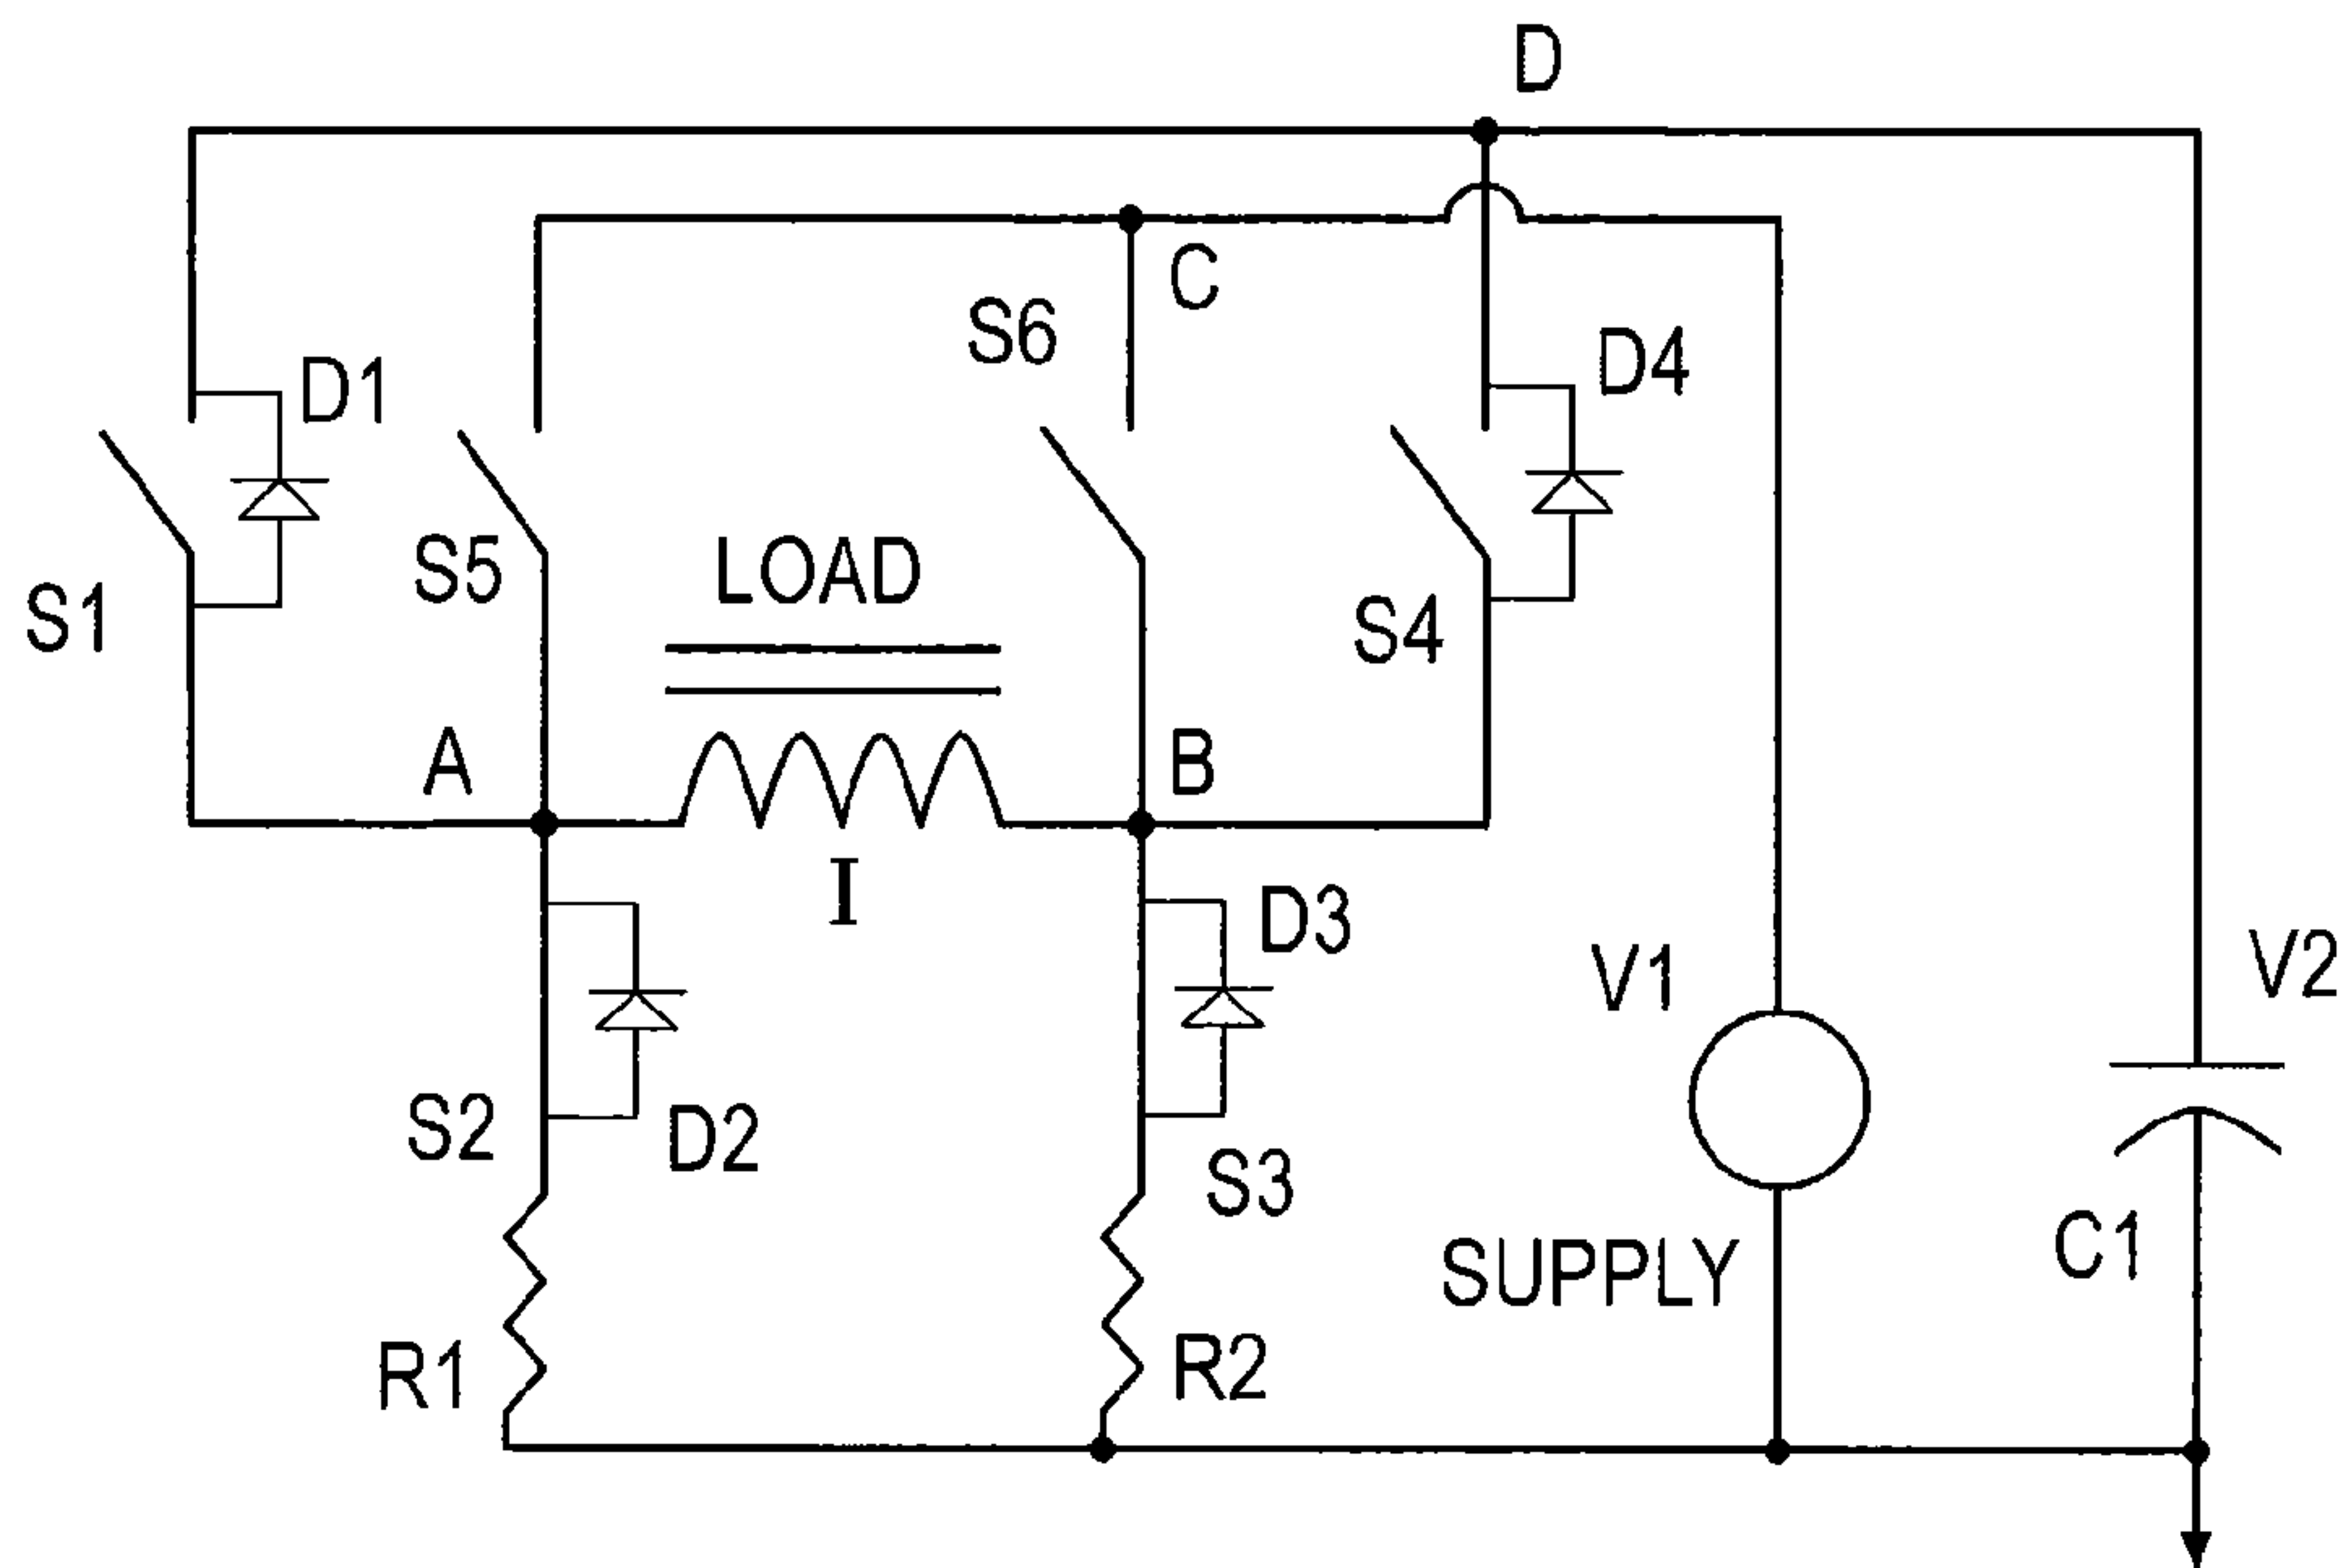 D
C
S6
D1
D4
S5
LOAD
S1
S4
A
B
I
D3
V1
V2
S2
D2
S3
SUPPLY
C1
R1
R2